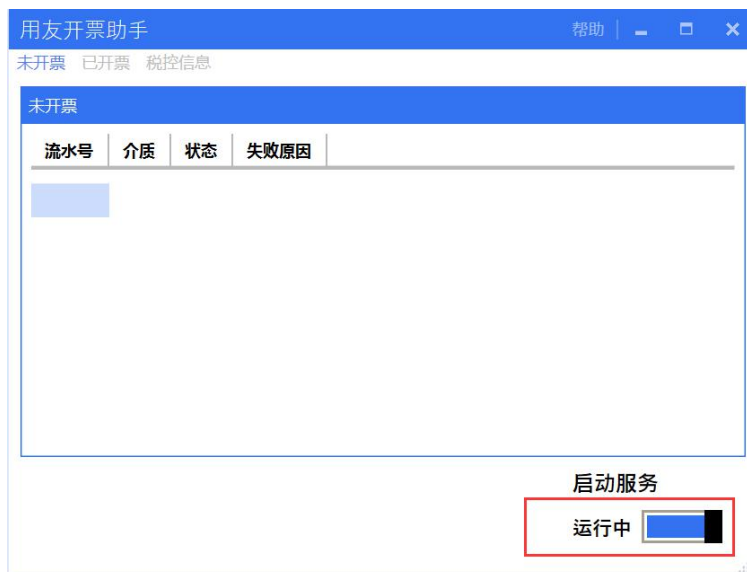 用友开票助手 帮助
未开票 已开票 税控信息
未开票
流水号 介质 状态 失败原因
启动服务
运行中